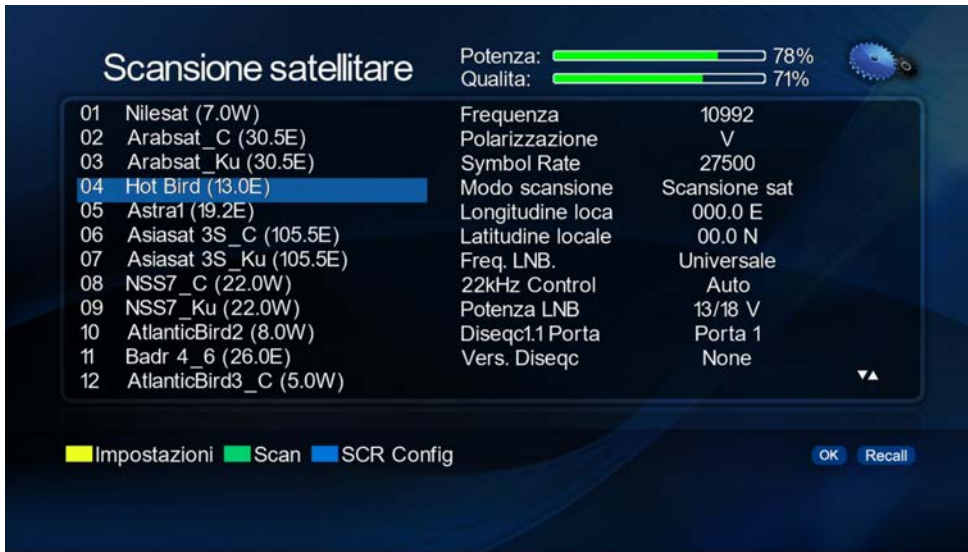 Scansione satellitare
Potenza: 78%
Qualita: 71%
01 Nilesat (7.0W)
02 Arabsat_C (30.5E)
03 Arabsat_Ku (30.5E)
04 Hot Bird (13.0E)
05 Astra1 (19.2E)
06 Asiasat 3S_C (105.5E)
07 Asiasat 3S_Ku (105.5E)
08 NSS7_C (22.0W)
09 NSS7_Ku (22.0W)
10 AtlanticBird2 (8.0W)
11 Badr 4_6 (26.0E)
12 AtlanticBird3_C (5.0W)
Frequenza 10992
Polarizzazione V
Symbol Rate 27500
Modo scansione Scansione sat
Longitudine loca 000.0 E
Latitudine locale 00.0 N
Freq. LNB. Universale
22kHz Control Auto
Potenza LNB 13/18 V
Diseqc1.1 Porta Porta 1
Vers. Diseqc None
Impostazioni Scan SCR Config
OK Recall